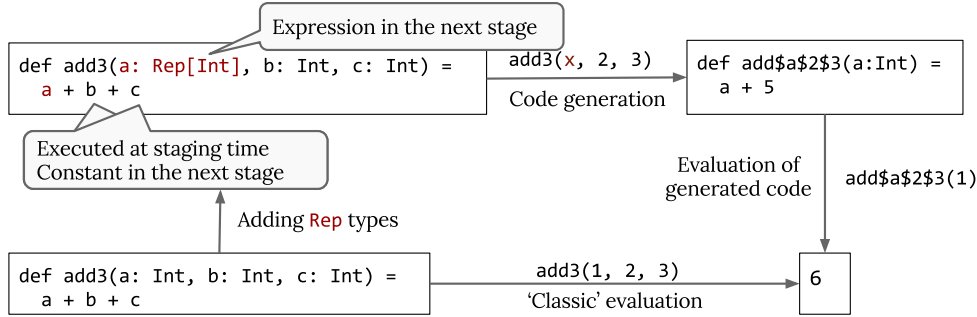 Expression in the next stage
def add3(a: Rep[Int], b: Int, c: Int) =
a + b + c
add3(x, 2, 3)
Code generation
def add$a$2$3(a:Int) =
a + 5
Executed at staging time
Constant in the next stage
Evaluation of
generated code
add$a$2$3(1)
Adding Rep types
def add3(a: Int, b: Int, c: Int) =
a + b + c
add3(1, 2, 3)
‘Classic’ evaluation
6